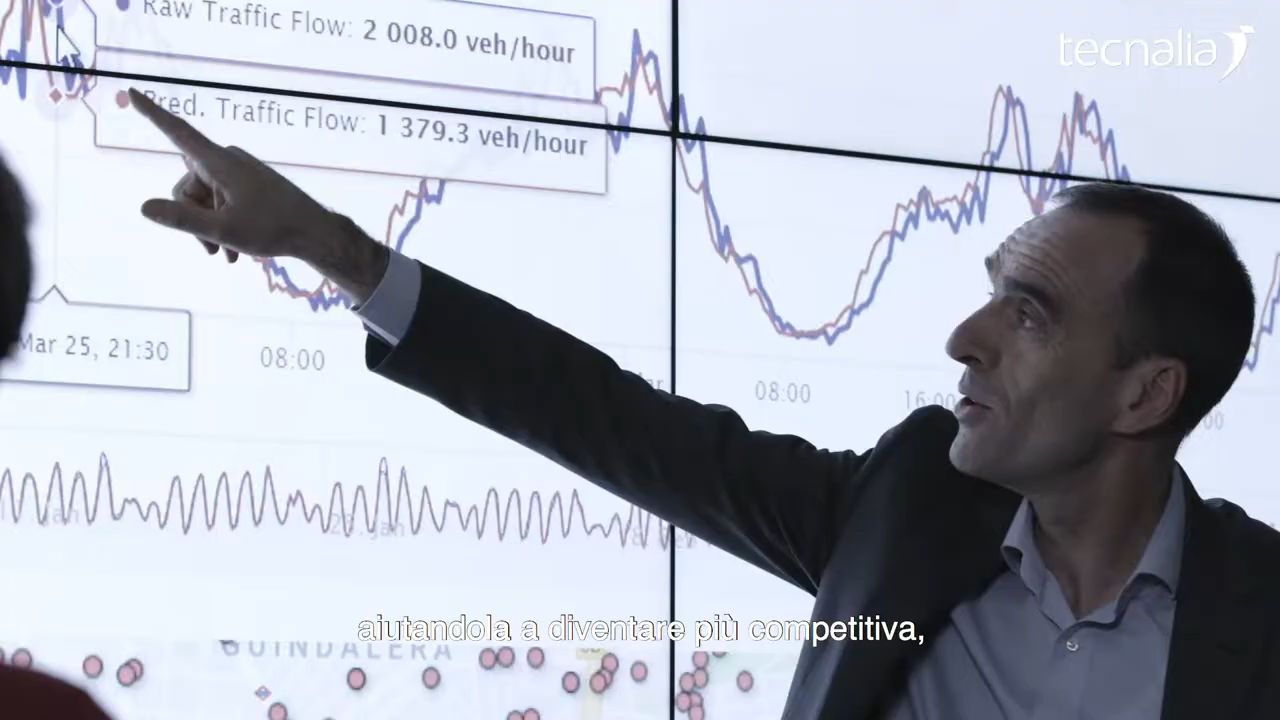 Raw Traffic Flow: 2 008.0 veh/hour
tecnalia
Pred. Traffic Flow: 1 379.3 veh/hour
Mar 25, 21:30
08:00
08:00
16:00
aiutandola a diventare più competitiva,
GUINDALERA